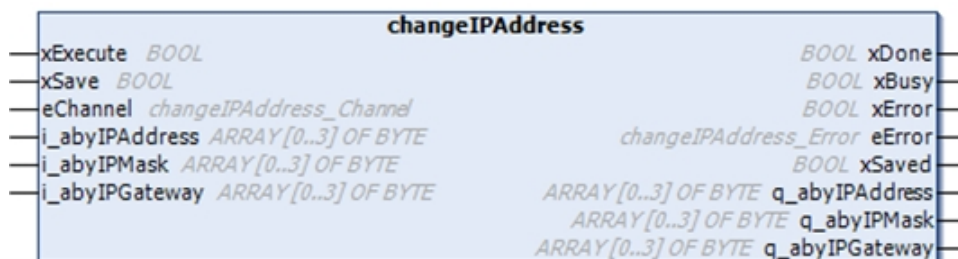 changeIPAddress
xExecute BOOL BOOL xDone
xSave BOOL BOOL xBusy
eChannel changeIPAddress_Channel BOOL xError
i_abyIPAddress ARRAY [0..3] OF BYTE changeIPAddress_Error eError
i_abyIPMask ARRAY [0..3] OF BYTE BOOL xSaved
i_abyIPGateway ARRAY [0..3] OF BYTE ARRAY [0..3] OF BYTE q_abyIPAddress
ARRAY [0..3] OF BYTE q_abyIPMask
ARRAY [0..3] OF BYTE q_abyIPGateway